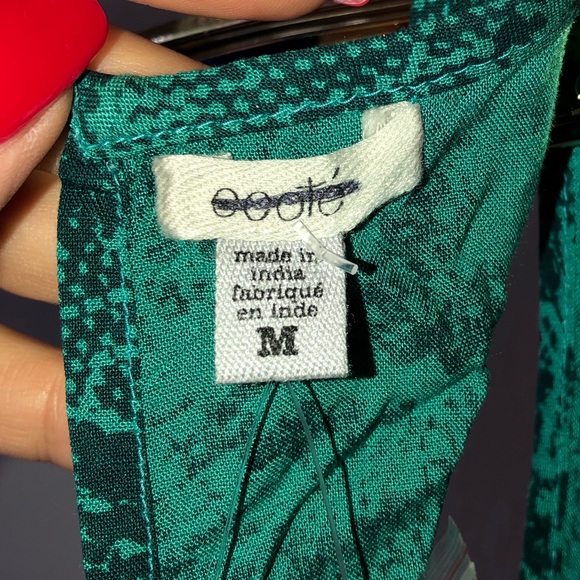 ecoté
made in
india
fabriqué
en inde
M